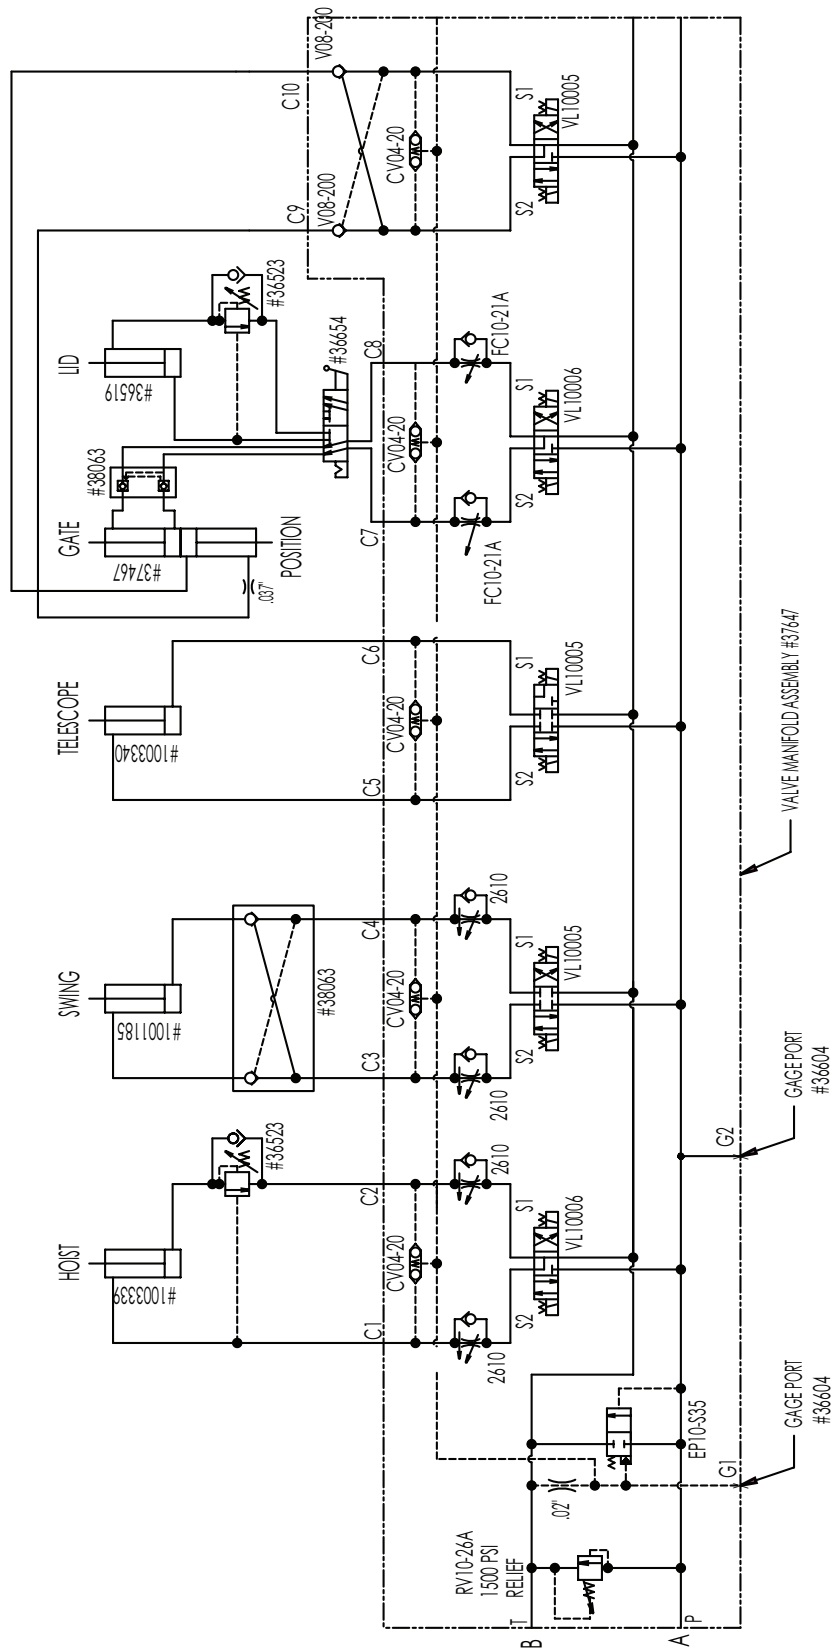 HOIST
#1003339
#36523
C1
C2
CV04-20
2610
2610
S2
S1
VL10006
SWING
#1001185
#38063
C3
C4
CV04-20
2610
2610
S2
S1
VL10005
TELESCOPE
#1003340
C5
C6
CV04-20
S2
S1
VL10005
GATE
#37467
POSITION
.037"
#38063
LID
#36519
#36523
#36654
C7
C8
CV04-20
FC10-21A
FC10-21A
S2
S1
VL10006
C9
C10
V08-200
V08-200
CV04-20
S2
S1
VL10005
RV10-26A
1500 PSI
RELIEF
T
B
A
P
.02"
EP10-S35
G1
G2
GAGE PORT
#36604
GAGE PORT
#36604
VALVE MANIFOLD ASSEMBLY #37647